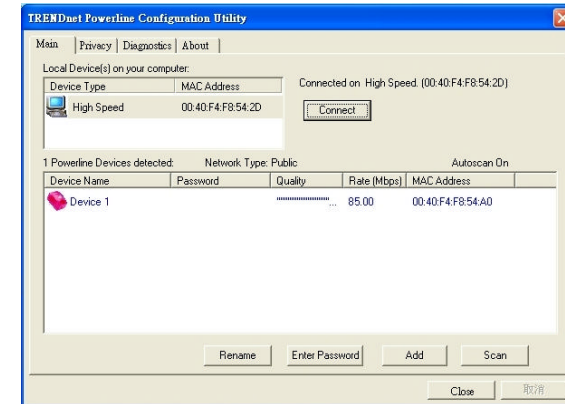 TRENDnet Powerline Configuration Utility
Main Privacy Diagnostics About
Local Device(s) on your computer:
Device Type MAC Address
High Speed 00:40:F4:F8:54:2D
Connected on High Speed. (00:40:F4:F8:54:2D)
Connect
1 Powerline Devices detected: Network Type: Public Autoscan On
Device Name Password Quality Rate (Mbps) MAC Address
Device 1 ... 85.00 00:40:F4:F8:54:A0
Rename Enter Password Add Scan
Close 取消